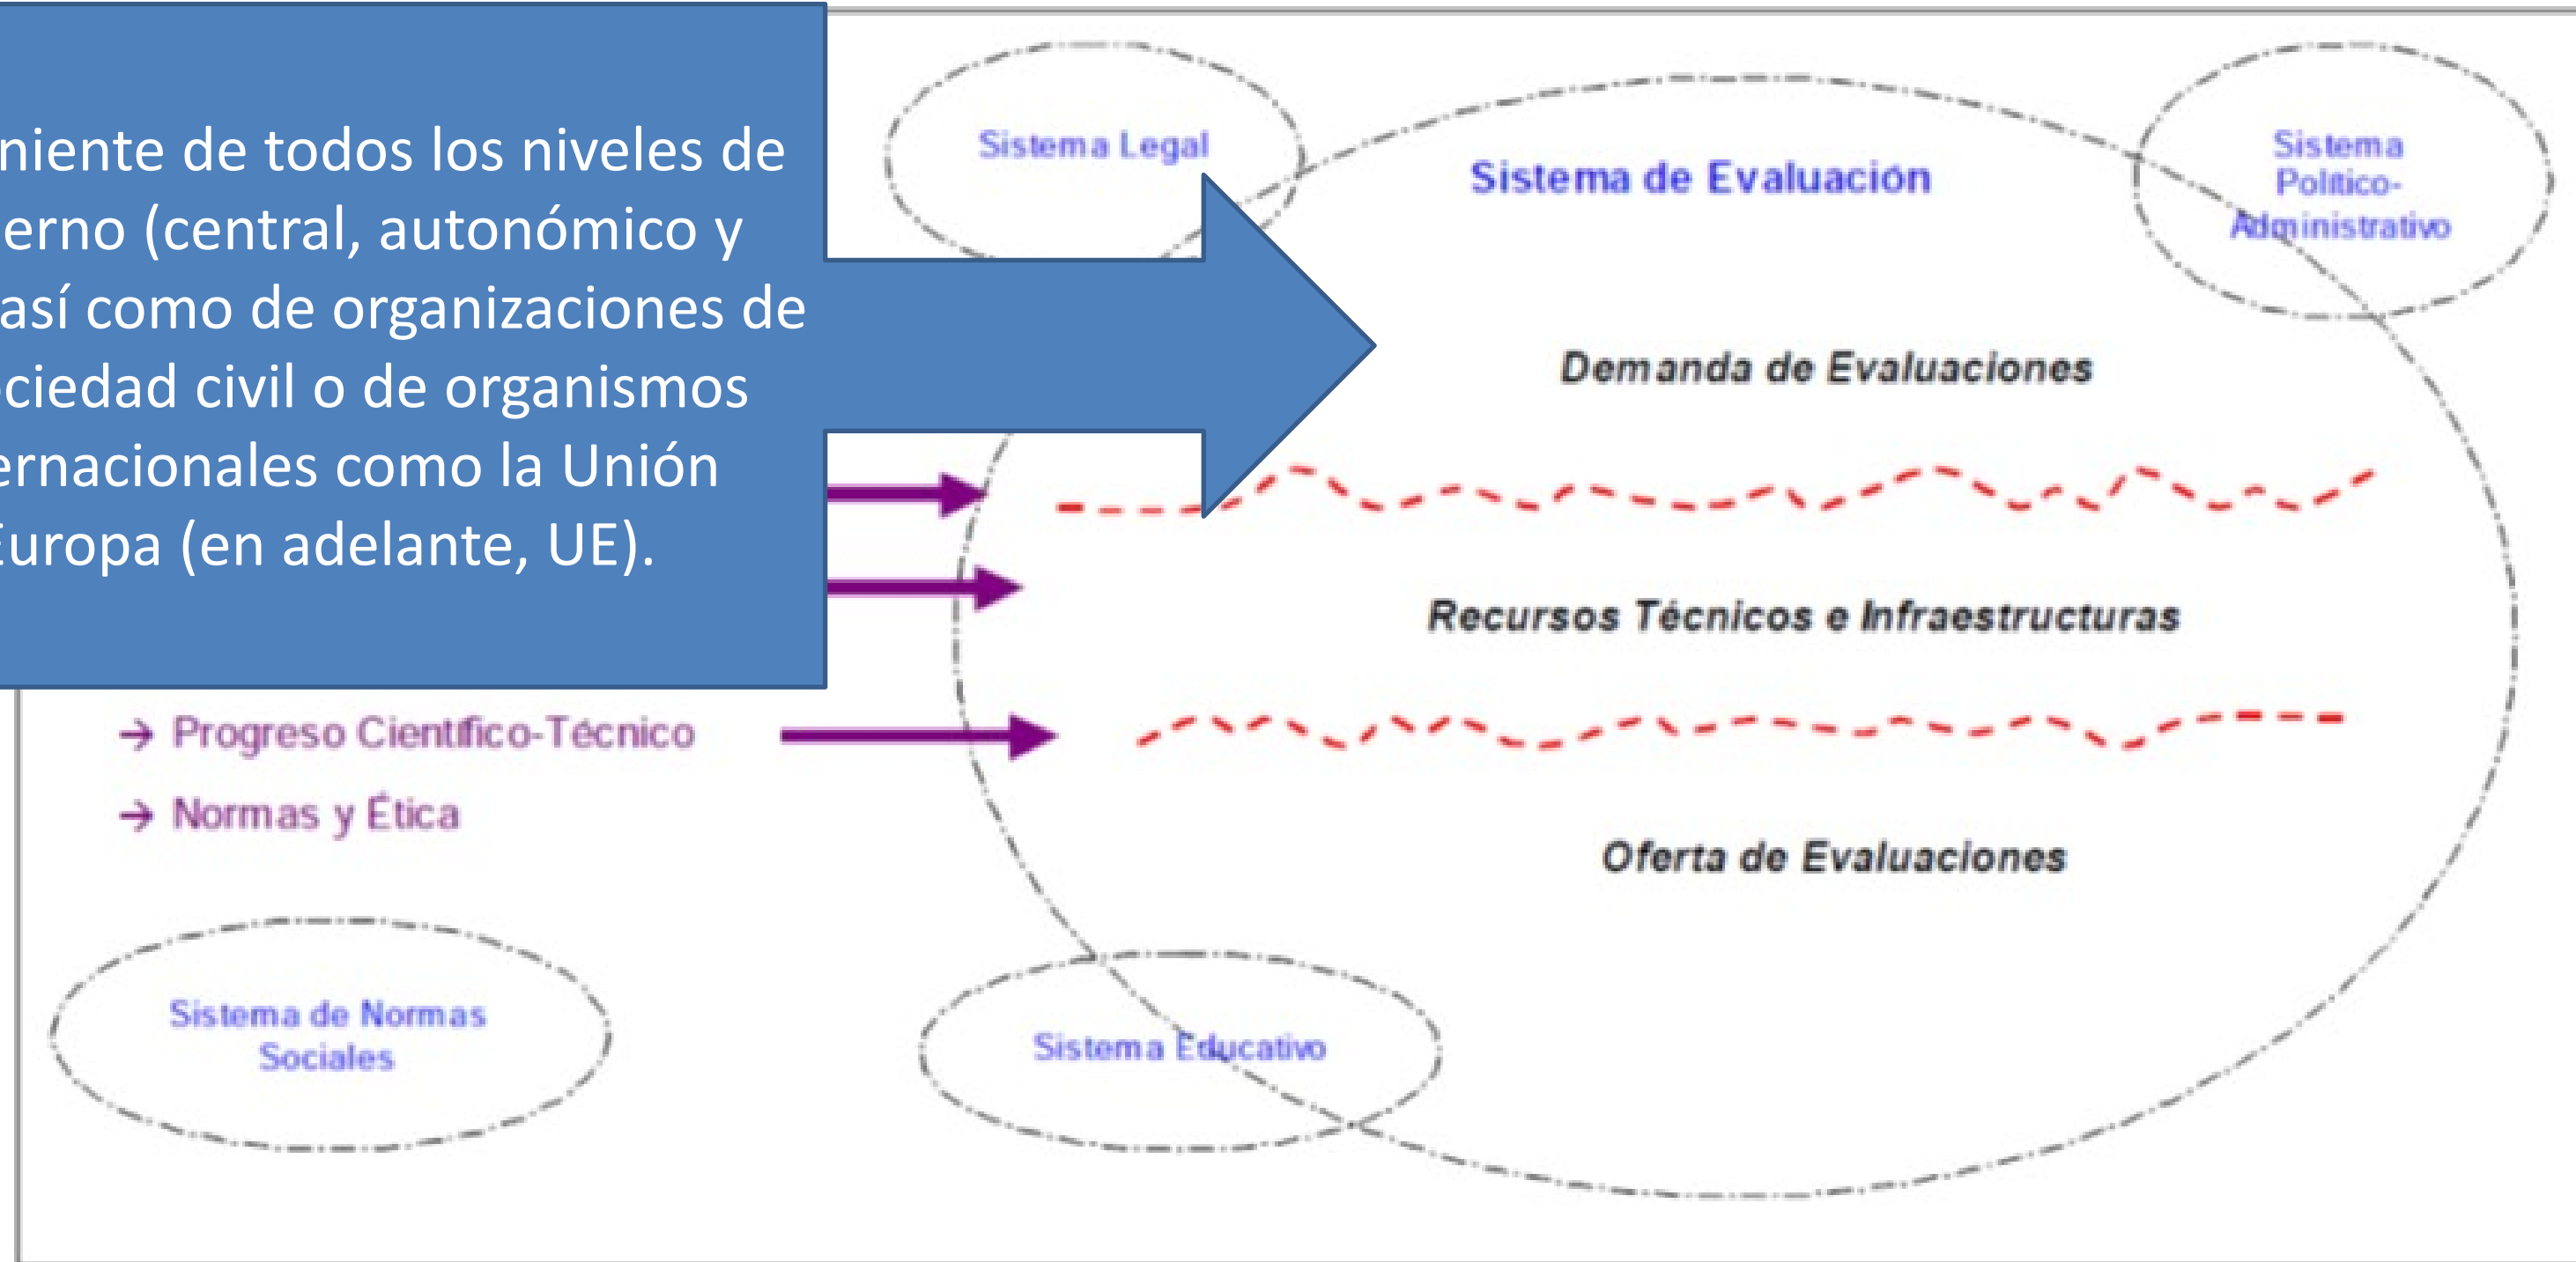 niente de todos los niveles de
erno (central, autonómico y
así como de organizaciones de
ciedad civil o de organismos
ernacionales como la Unión
Europa (en adelante, UE).
Sistema Legal
Sistema de Evaluación
Sistema
Político-
Administrativo
Demanda de Evaluaciones
Recursos Técnicos e Infraestructuras
→ Progreso Científico-Técnico
→ Normas y Ética
Oferta de Evaluaciones
Sistema de Normas
Sociales
Sistema Educativo